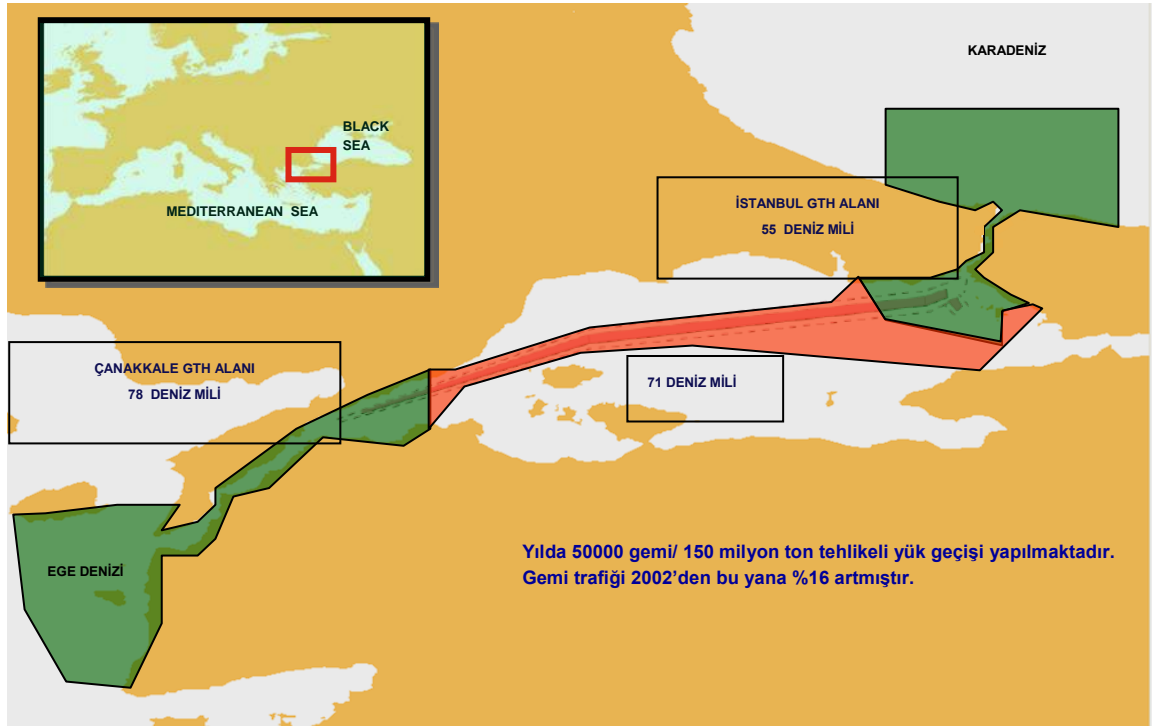 KARADENİZ
BLACK
SEA
MEDITERRANEAN SEA
İSTANBUL GTH ALANI
55 DENİZ MİLİ
ÇANAKKALE GTH ALANI
78 DENİZ MİLİ
71 DENİZ MİLİ
EGE DENİZİ
Yılda 50000 gemi/ 150 milyon ton tehlikeli yük geçişi yapılmaktadır.
Gemi trafiği 2002’den bu yana %16 artmıştır.